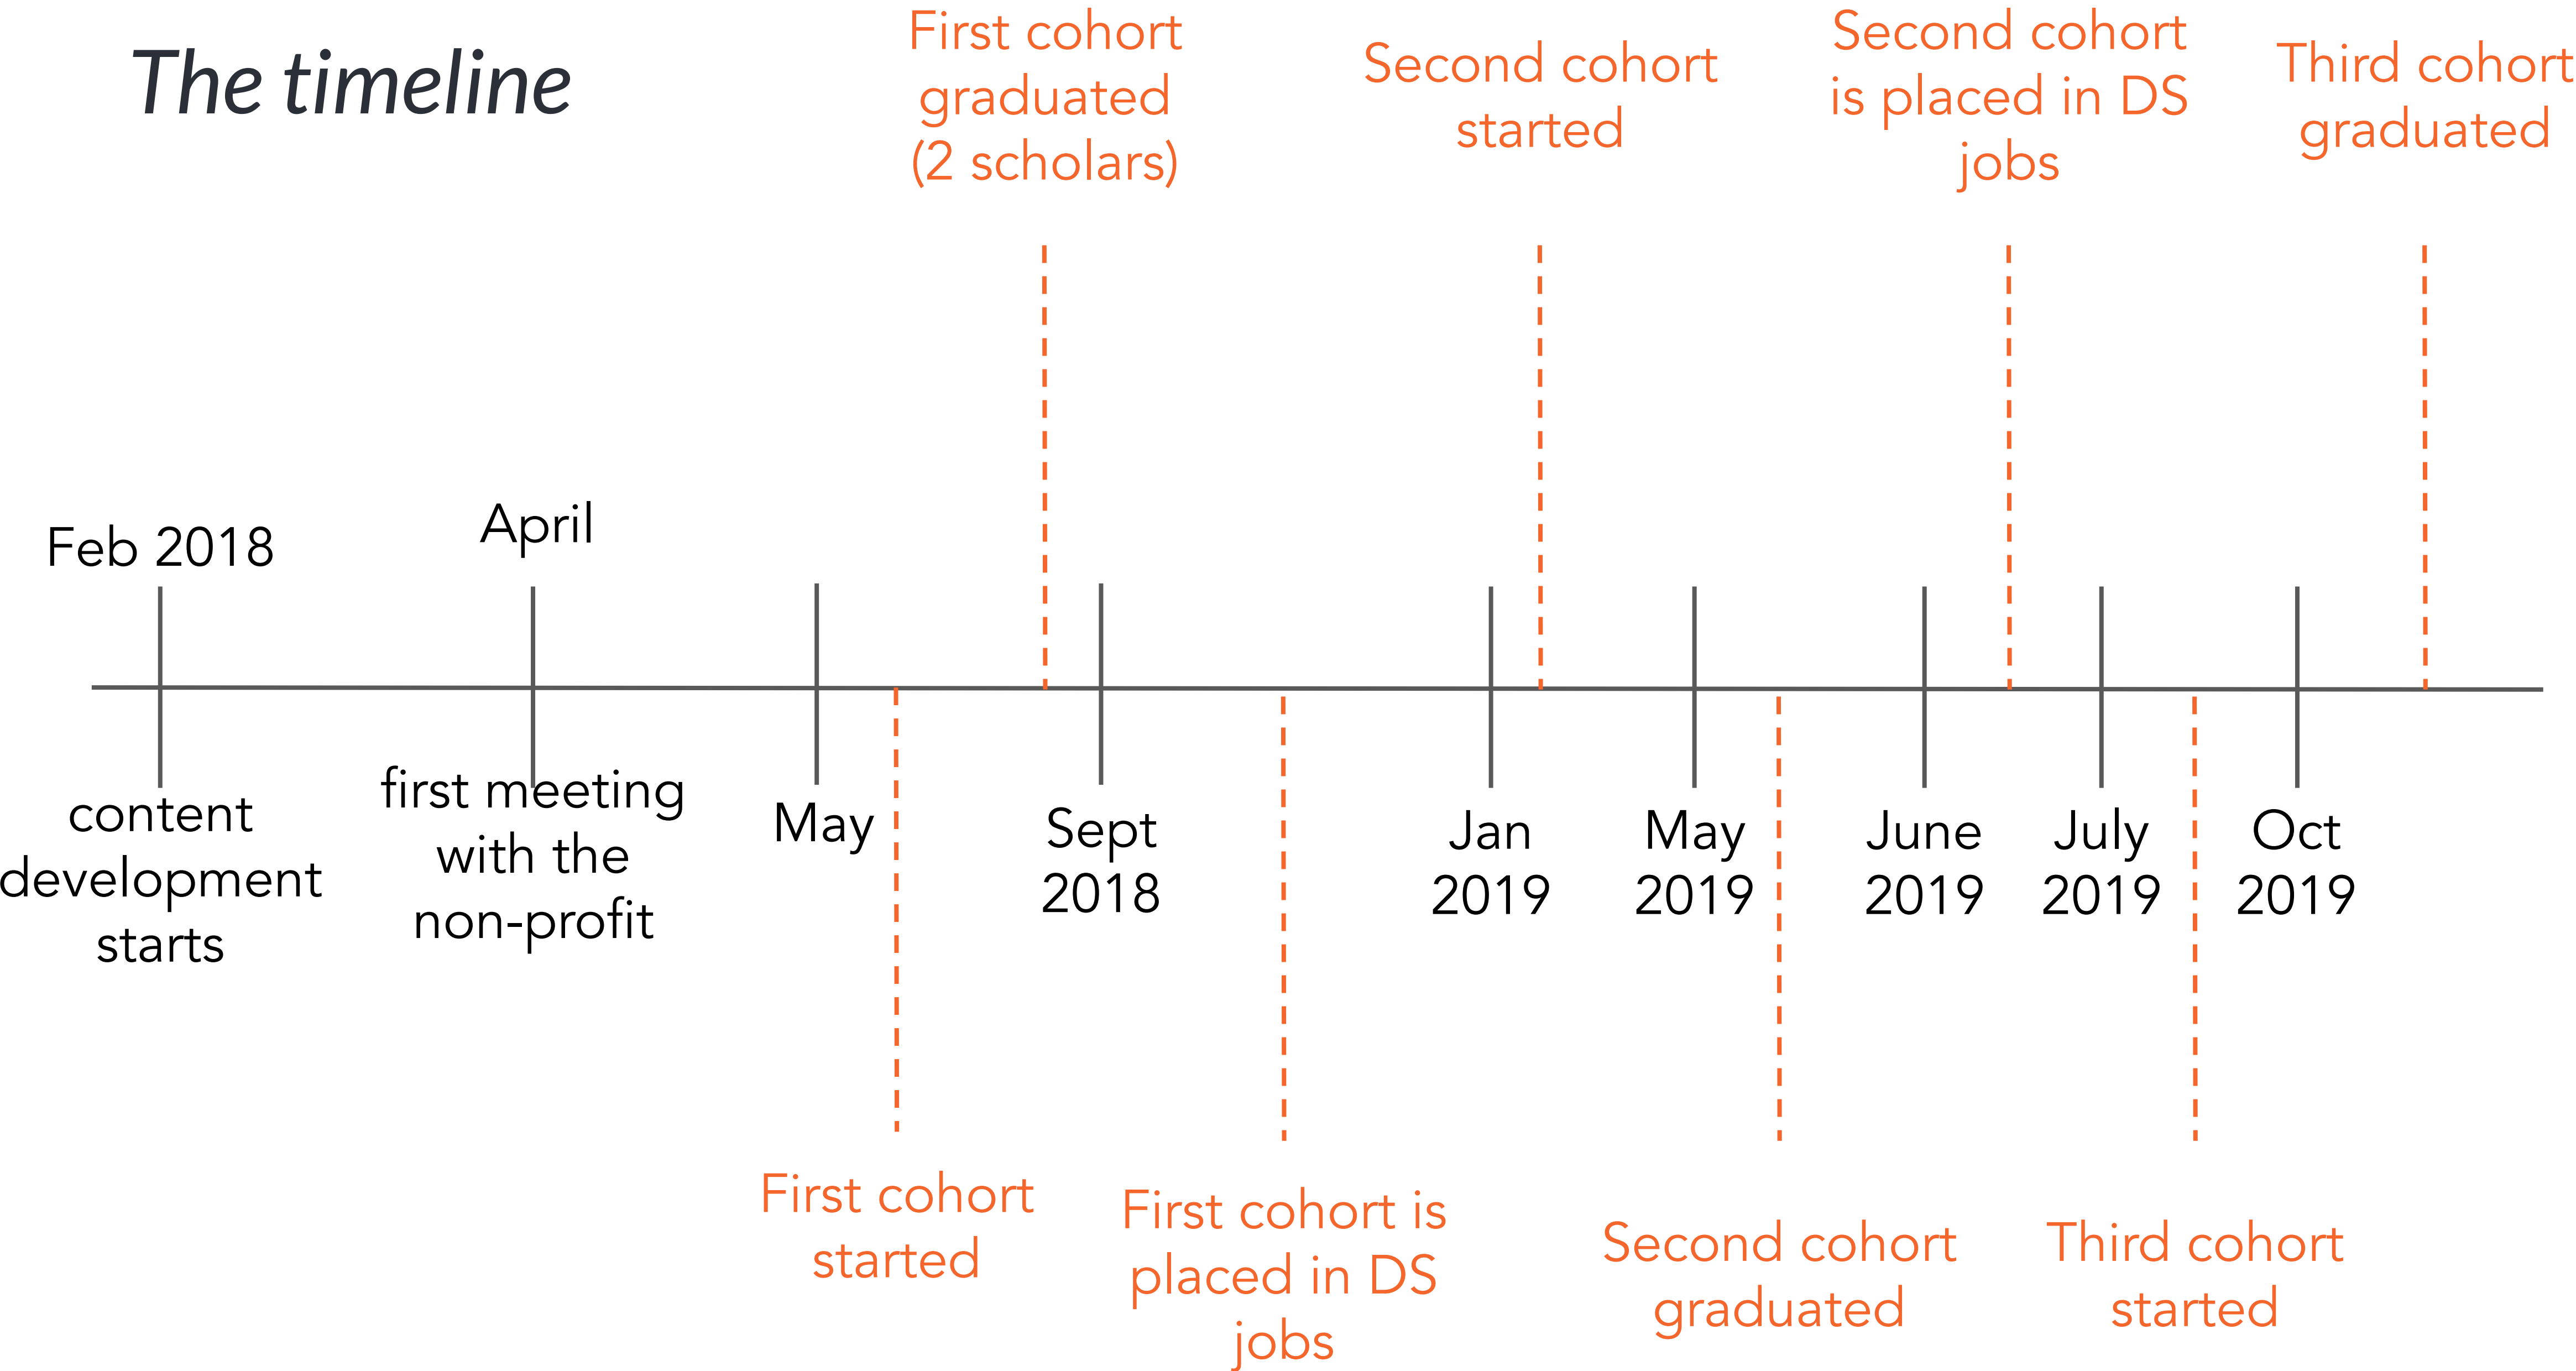 The timeline
First cohort
graduated
(2 scholars)
Second cohort
started
Second cohort
is placed in DS
jobs
Third cohort
graduated
Feb 2018
April
content
development
starts
first meeting
with the
non-profit
May
Sept
2018
Jan
2019
May
2019
June
2019
July
2019
Oct
2019
First cohort
started
First cohort is
placed in DS
jobs
Second cohort
graduated
Third cohort
started